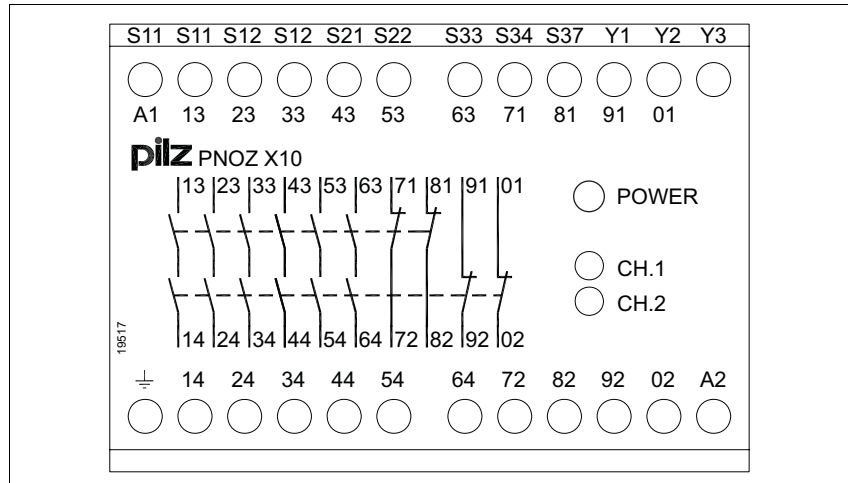 S11 S11 S12 S12 S21 S22 S33 S34 S37 Y1 Y2 Y3
A1 13 23 33 43 53 63 71 81 91 01
pilz PNOZ X10
13 23 33 43 53 63 71 81 91 01
POWER
CH.1
CH.2
14 24 34 44 54 64 72 82 92 02
19517
14 24 34 44 54 64 72 82 92 02 A2